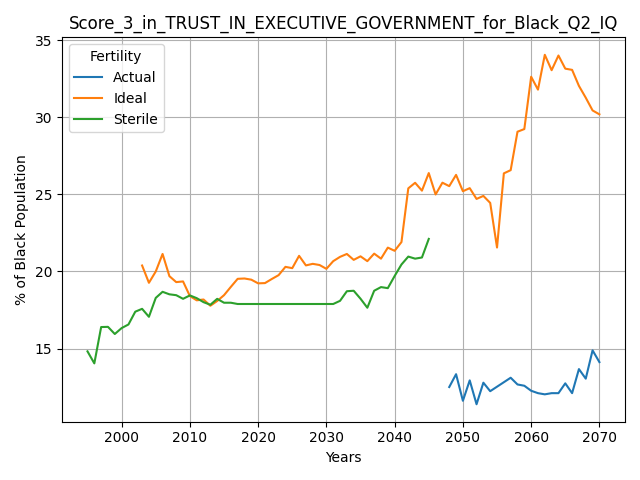 Score_3_in_TRUST_IN_EXECUTIVE_GOVERNMENT_for_Black_Q2_IQ
Fertility
Actual
Ideal
Sterile
% of Black Population
35
30
25
20
15
2000 2010 2020 2030 2040 2050 2060 2070
Years